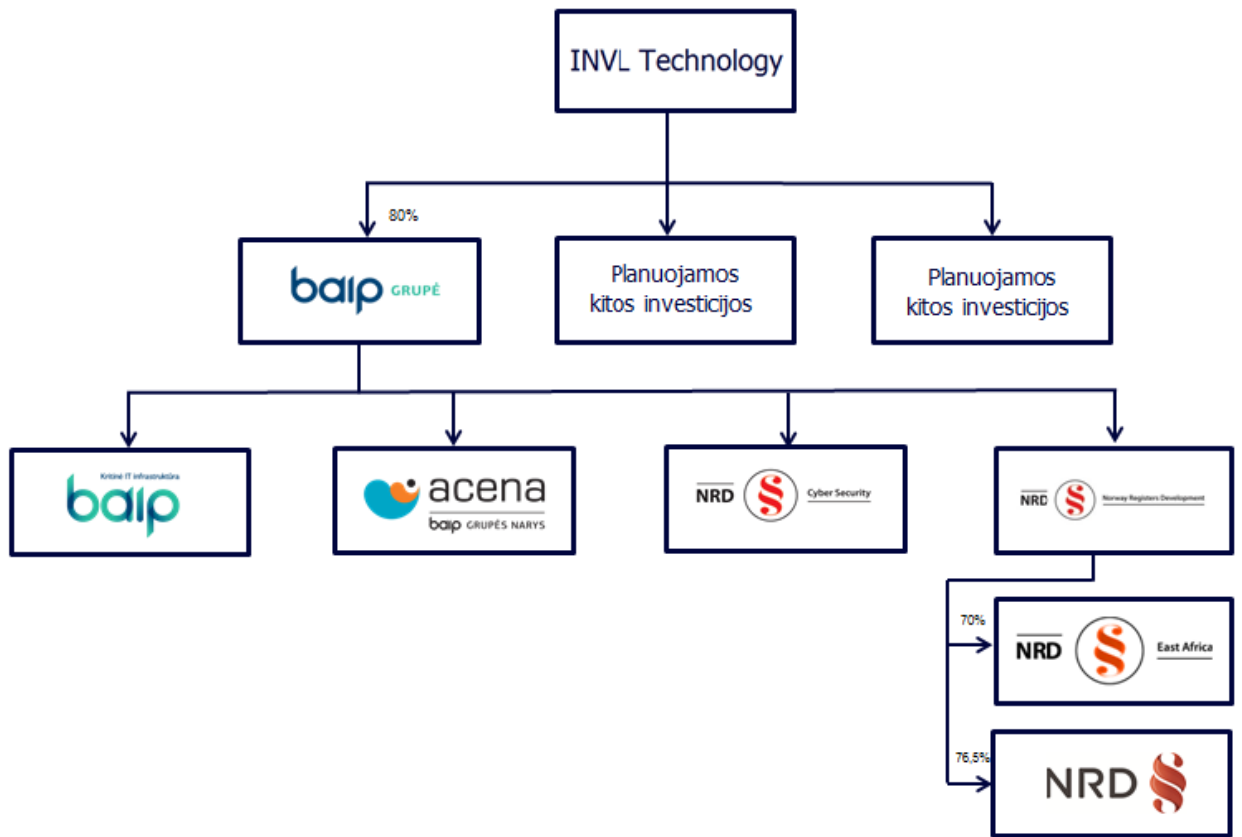 INVL Technology
80%
baip GRUPĖ
Planuojamos
kitos investicijos
Planuojamos
kitos investicijos
Kritinė IT infrastruktūra
baip
acena
baip GRUPĖS NARYS
NRD Cyber Security
NRD Norway Registers Development
70%
NRD East Africa
76,5%
NRD